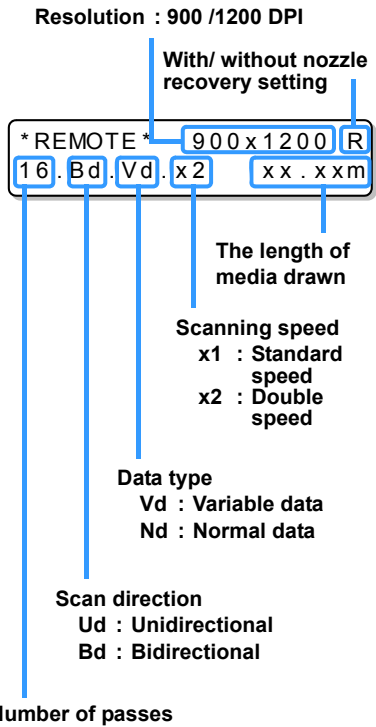 Resolution : 900 /1200 DPI
With/ without nozzle
recovery setting
*REMOTE* 900x1200 R
16.Bd.Vd.x2 xx.xxm
The length of
media drawn
Scanning speed
x1 : Standard
speed
x2 : Double
speed
Data type
Vd : Variable data
Nd : Normal data
Scan direction
Ud : Unidirectional
Bd : Bidirectional
Number of passes